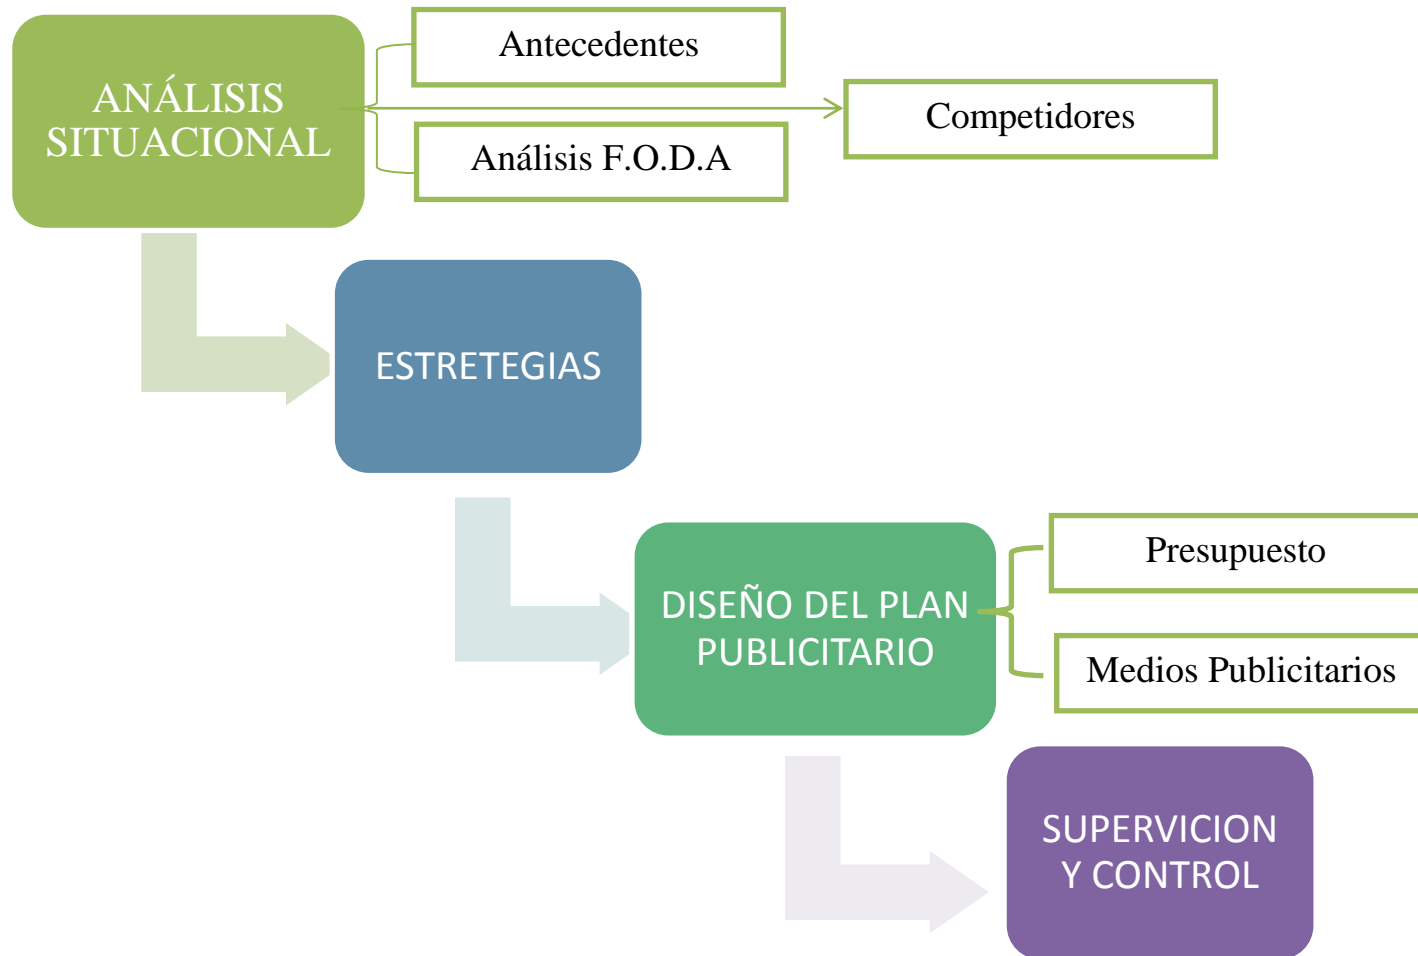 ANÁLISIS
SITUACIONAL
Antecedentes
Competidores
Análisis F.O.D.A
ESTRETEGIAS
DISEÑO DEL PLAN
PUBLICITARIO
Presupuesto
Medios Publicitarios
SUPERVICION
Y CONTROL